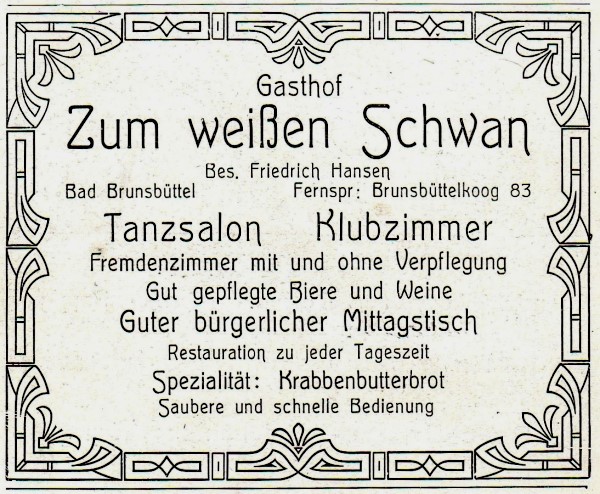 Gasthof
Zum weißen Schwan
Bes. Friedrich Hansen
Bad Brunsbüttel Fernspr: Brunsbüttelkoog 83
Tanzsalon Klubzimmer
Fremdenzimmer mit und ohne Verpflegung
Gut gepflegte Biere und Weine
Guter bürgerlicher Mittagstisch
Restauration zu jeder Tageszeit
Spezialität: Krabbenbutterbrot
Saubere und schnelle Bedienung